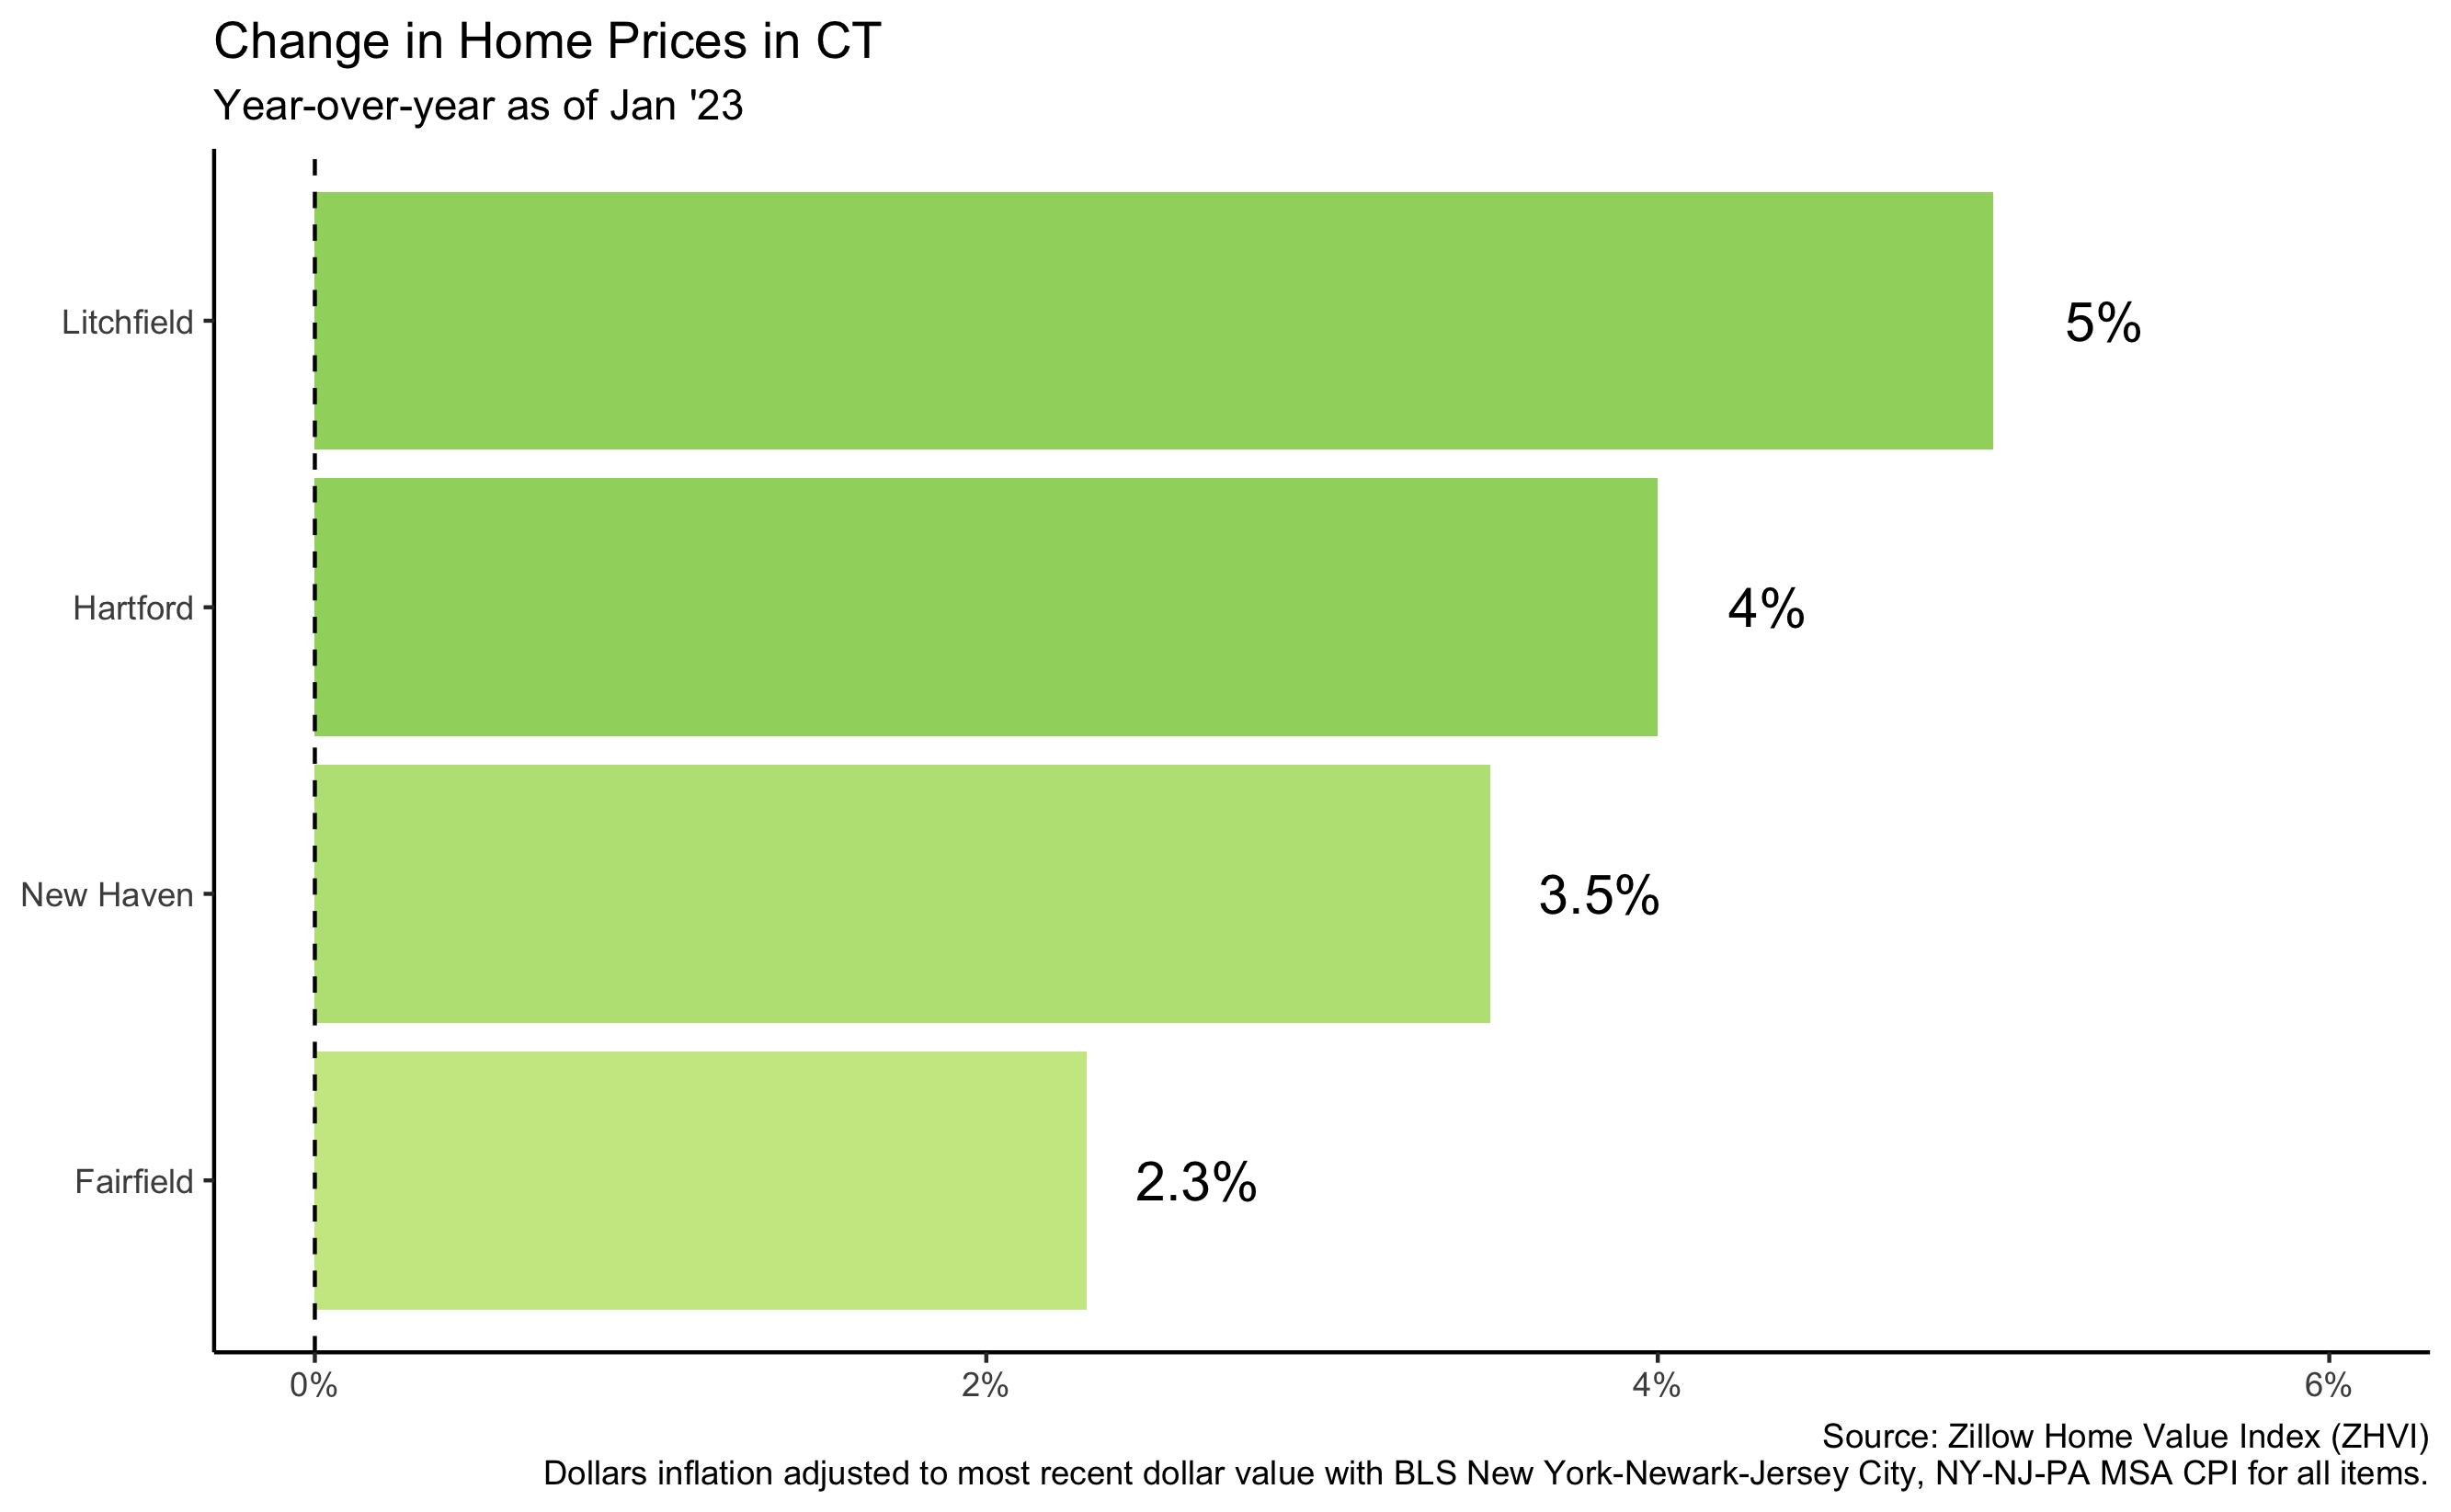 Change in Home Prices in CT
Year-over-year as of Jan '23
Litchfield
5%
Hartford
4%
New Haven
3.5%
Fairfield
2.3%
0%
2%
4%
6%
Source: Zillow Home Value Index (ZHVI)
Dollars inflation adjusted to most recent dollar value with BLS New York-Newark-Jersey City, NY-NJ-PA MSA CPI for all items.